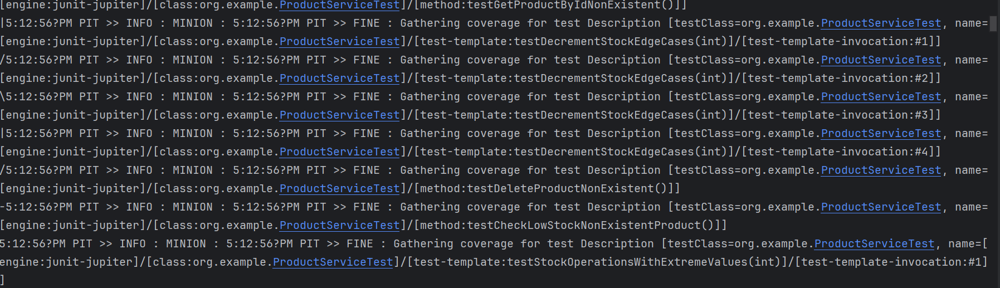 [engine:junit-jupiter]/[class:org.example.ProductServiceTest]/[method:testGetProductByIdNonExistent()]]
|5:12:56?PM PIT >> INFO : MINION : 5:12:56?PM PIT >> FINE : Gathering coverage for test Description [testClass=org.example.ProductServiceTest, name=
[engine:junit-jupiter]/[class:org.example.ProductServiceTest]/[test-template:testDecrementStockEdgeCases(int)]/[test-template-invocation:#1]]
/5:12:56?PM PIT >> INFO : MINION : 5:12:56?PM PIT >> FINE : Gathering coverage for test Description [testClass=org.example.ProductServiceTest, name=
[engine:junit-jupiter]/[class:org.example.ProductServiceTest]/[test-template:testDecrementStockEdgeCases(int)]/[test-template-invocation:#2]]
\5:12:56?PM PIT >> INFO : MINION : 5:12:56?PM PIT >> FINE : Gathering coverage for test Description [testClass=org.example.ProductServiceTest, name=
[engine:junit-jupiter]/[class:org.example.ProductServiceTest]/[test-template:testDecrementStockEdgeCases(int)]/[test-template-invocation:#3]]
|5:12:56?PM PIT >> INFO : MINION : 5:12:56?PM PIT >> FINE : Gathering coverage for test Description [testClass=org.example.ProductServiceTest, name=
[engine:junit-jupiter]/[class:org.example.ProductServiceTest]/[test-template:testDecrementStockEdgeCases(int)]/[test-template-invocation:#4]]
/5:12:56?PM PIT >> INFO : MINION : 5:12:56?PM PIT >> FINE : Gathering coverage for test Description [testClass=org.example.ProductServiceTest, name=
[engine:junit-jupiter]/[class:org.example.ProductServiceTest]/[method:testDeleteProductNonExistent()]]
-5:12:56?PM PIT >> INFO : MINION : 5:12:56?PM PIT >> FINE : Gathering coverage for test Description [testClass=org.example.ProductServiceTest, name=
[engine:junit-jupiter]/[class:org.example.ProductServiceTest]/[method:testCheckLowStockNonExistentProduct()]]
5:12:56?PM PIT >> INFO : MINION : 5:12:56?PM PIT >> FINE : Gathering coverage for test Description [testClass=org.example.ProductServiceTest, name=[
engine:junit-jupiter]/[class:org.example.ProductServiceTest]/[test-template:testStockOperationsWithExtremeValues(int)]/[test-template-invocation:#1]
]